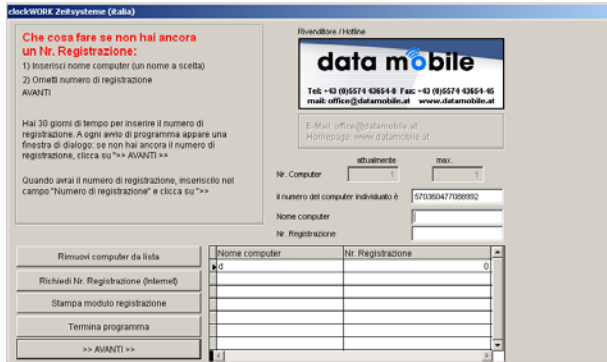 clockWORK Zeitsysteme (italia)
Che cosa fare se non hai ancora
un Nr. Registrazione:
1) Inserisci nome computer (un nome a scelta)
2) Ometti numero di registrazione
AVANTI
Hai 30 giorni di tempo per inserire il numero di
registrazione. A ogni avvio di programma appare una
finestra di dialogo: se non hai ancora il numero di
registrazione, clicca su ">> AVANTI >>
Quando avrai il numero di registrazione, inseriscilo nel
campo "Numero di registrazione" e clicca su ">>
Rivenditore / Hotline
data mobile
Tel: +43 (0)5574 43654-0 Fax: +43 (0)5574 43654-45
mail: office@datamobile.at www.datamobile.at
E-Mail: office@datamobile.at
Homepage: www.datamobile.at
attualmente max.
Nr. Computer 1 1
il numero del computer individuato è 570360477088992
Nome computer
Nr. Registrazione
Rimuovi computer da lista
Richiedi Nr. Registrazione (Internet)
Stampa modulo registrazione
Termina programma
>> AVANTI >>
Nome computer Nr. Registrazione
d 0